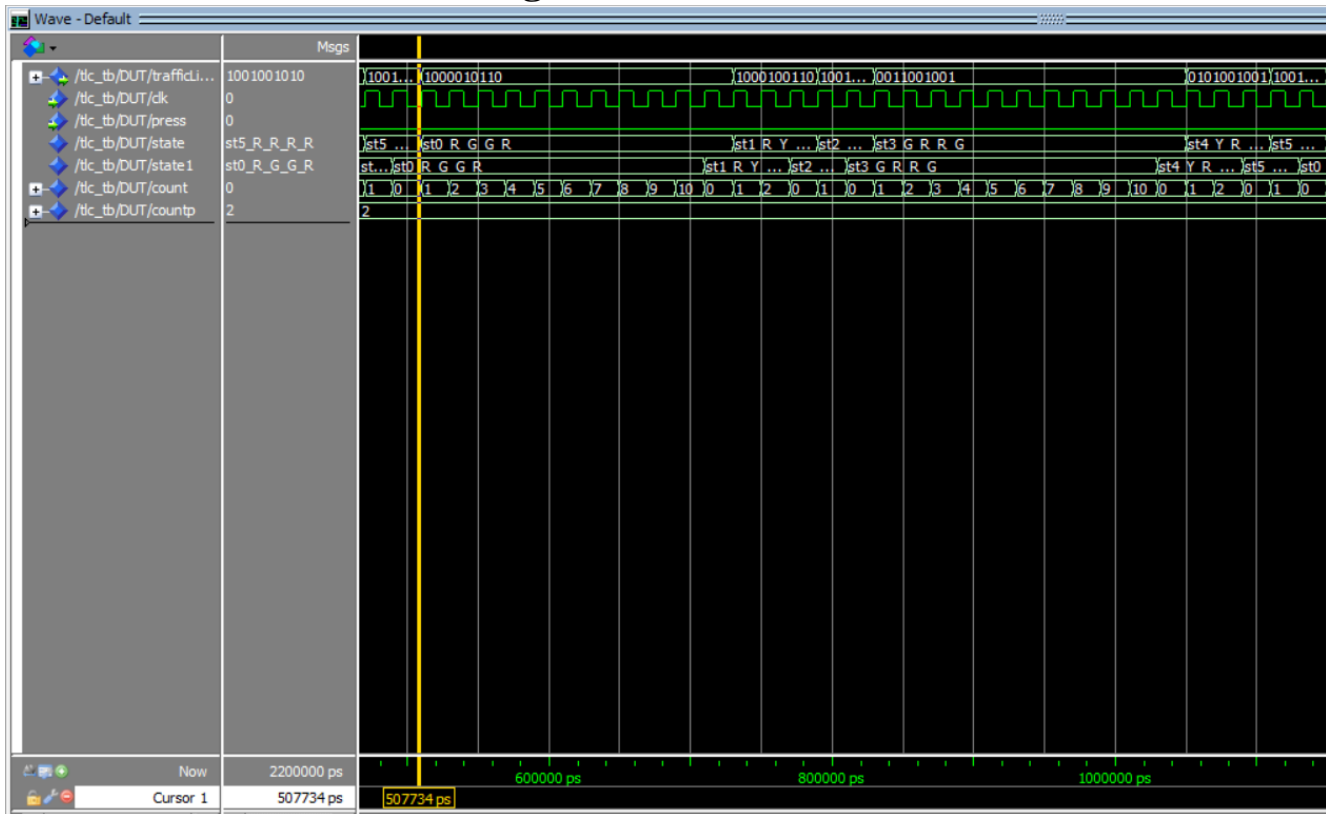 Wave - Default
Msgs
/tlc_tb/DUT/trafficLi... 1001001010 1001... 1000010110 1000100110 1001... 0011001001 0101001001 1001...
/tlc_tb/DUT/clk 0
/tlc_tb/DUT/press 0
/tlc_tb/DUT/state st5_R_R_R_R st5 ... st0 R G G R st1 R Y ... st2 ... st3 G R R G st4 Y R ... st5 ...
/tlc_tb/DUT/state1 st0_R_G_G_R st... st0 R G G R st1 R Y ... st2 ... st3 G R R G st4 Y R ... st5 ... st0
/tlc_tb/DUT/count 0 1 0 1 2 3 4 5 6 7 8 9 10 0 1 2 0 1 0 1 2 3 4 5 6 7 8 9 10 0 1 2 0 1 0
/tlc_tb/DUT/countp 2 2
Now 2200000 ps 600000 ps 800000 ps 1000000 ps
Cursor 1 507734 ps 507734 ps